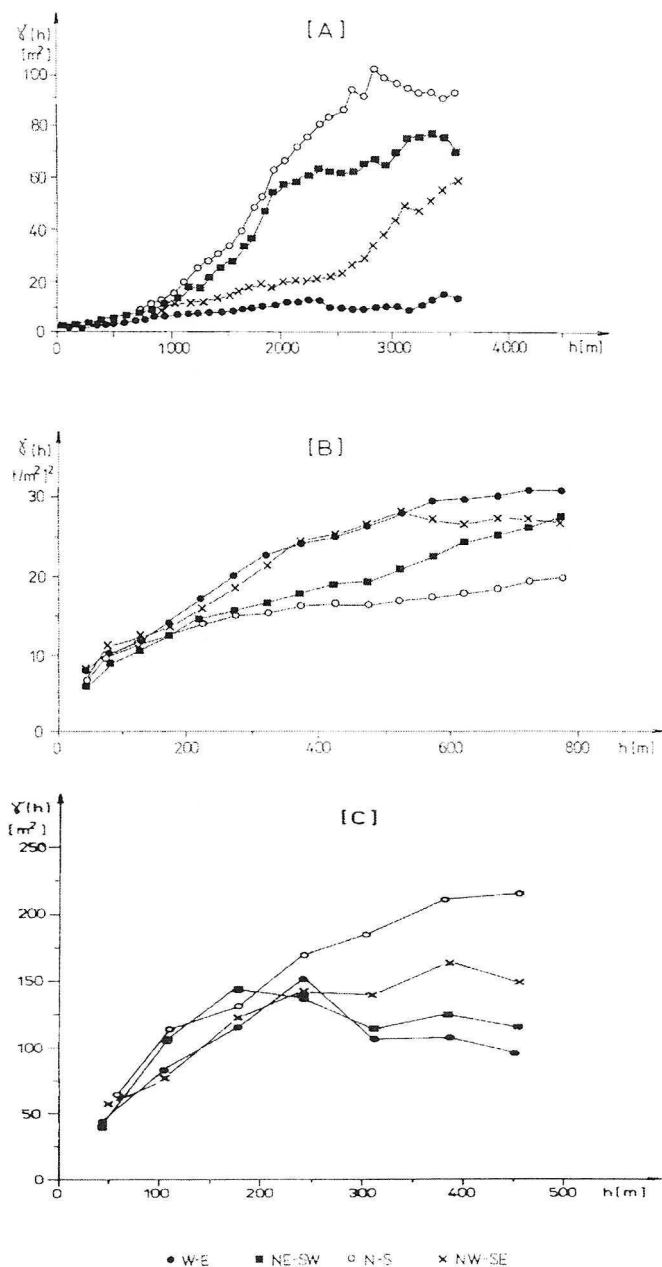 γ(h) [A]
[m²]
100
80
60
40
20
0
0 1000 2000 3000 4000 h[m]
γ(h) [B]
[t/m²]²
30
20
10
0
0 200 400 600 800 h[m]
γ(h) [C]
[m²]
250
200
150
100
50
0
0 100 200 300 400 500 h[m]
● W-E ■ NE-SW ○ N-S × NW-SE